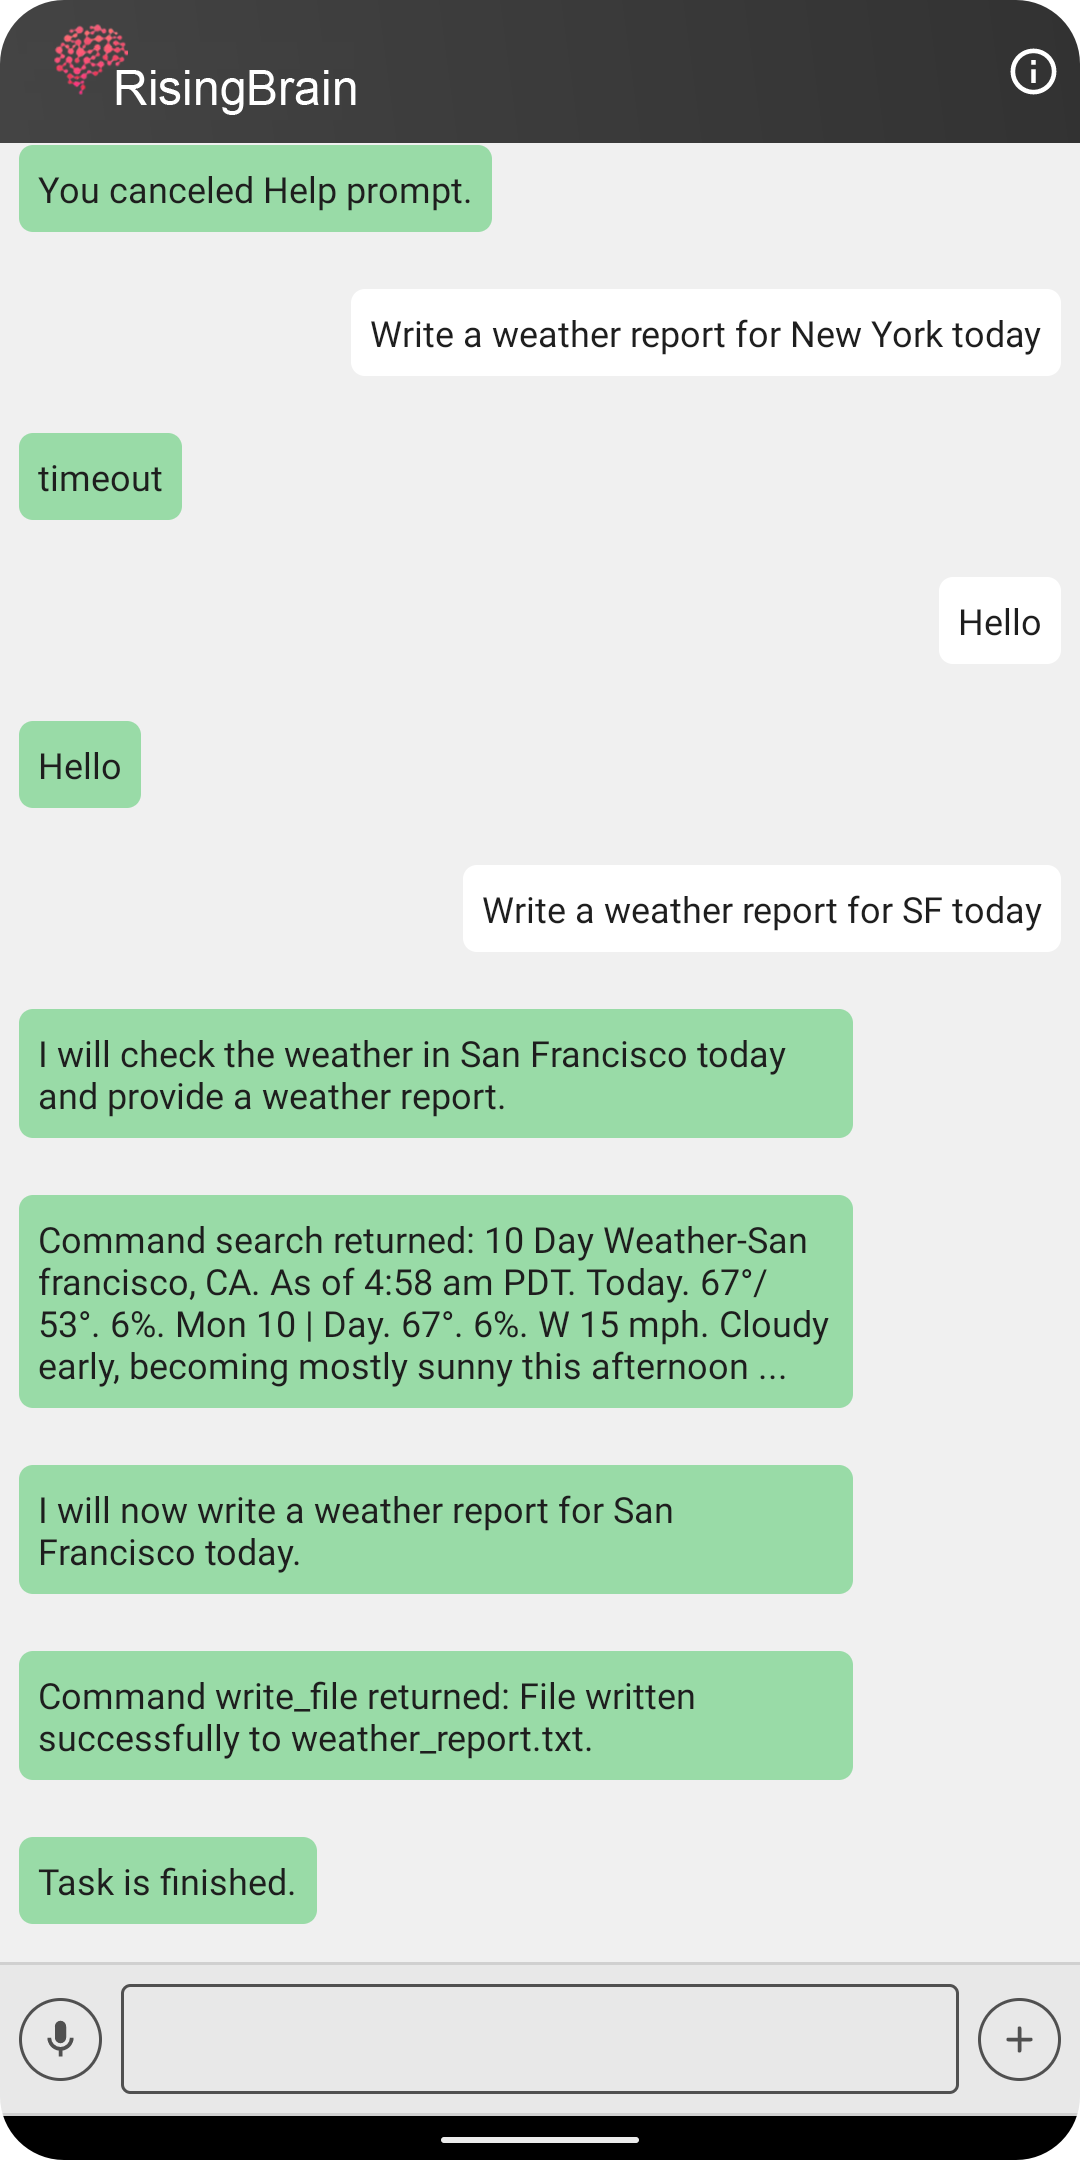 RisingBrain
You canceled Help prompt.
Write a weather report for New York today
timeout
Hello
Hello
Write a weather report for SF today
I will check the weather in San Francisco today
and provide a weather report.
Command search returned: 10 Day Weather-San
francisco, CA. As of 4:58 am PDT. Today. 67°/
53°. 6%. Mon 10 | Day. 67°. 6%. W 15 mph. Cloudy
early, becoming mostly sunny this afternoon ...
I will now write a weather report for San
Francisco today.
Command write_file returned: File written
successfully to weather_report.txt.
Task is finished.